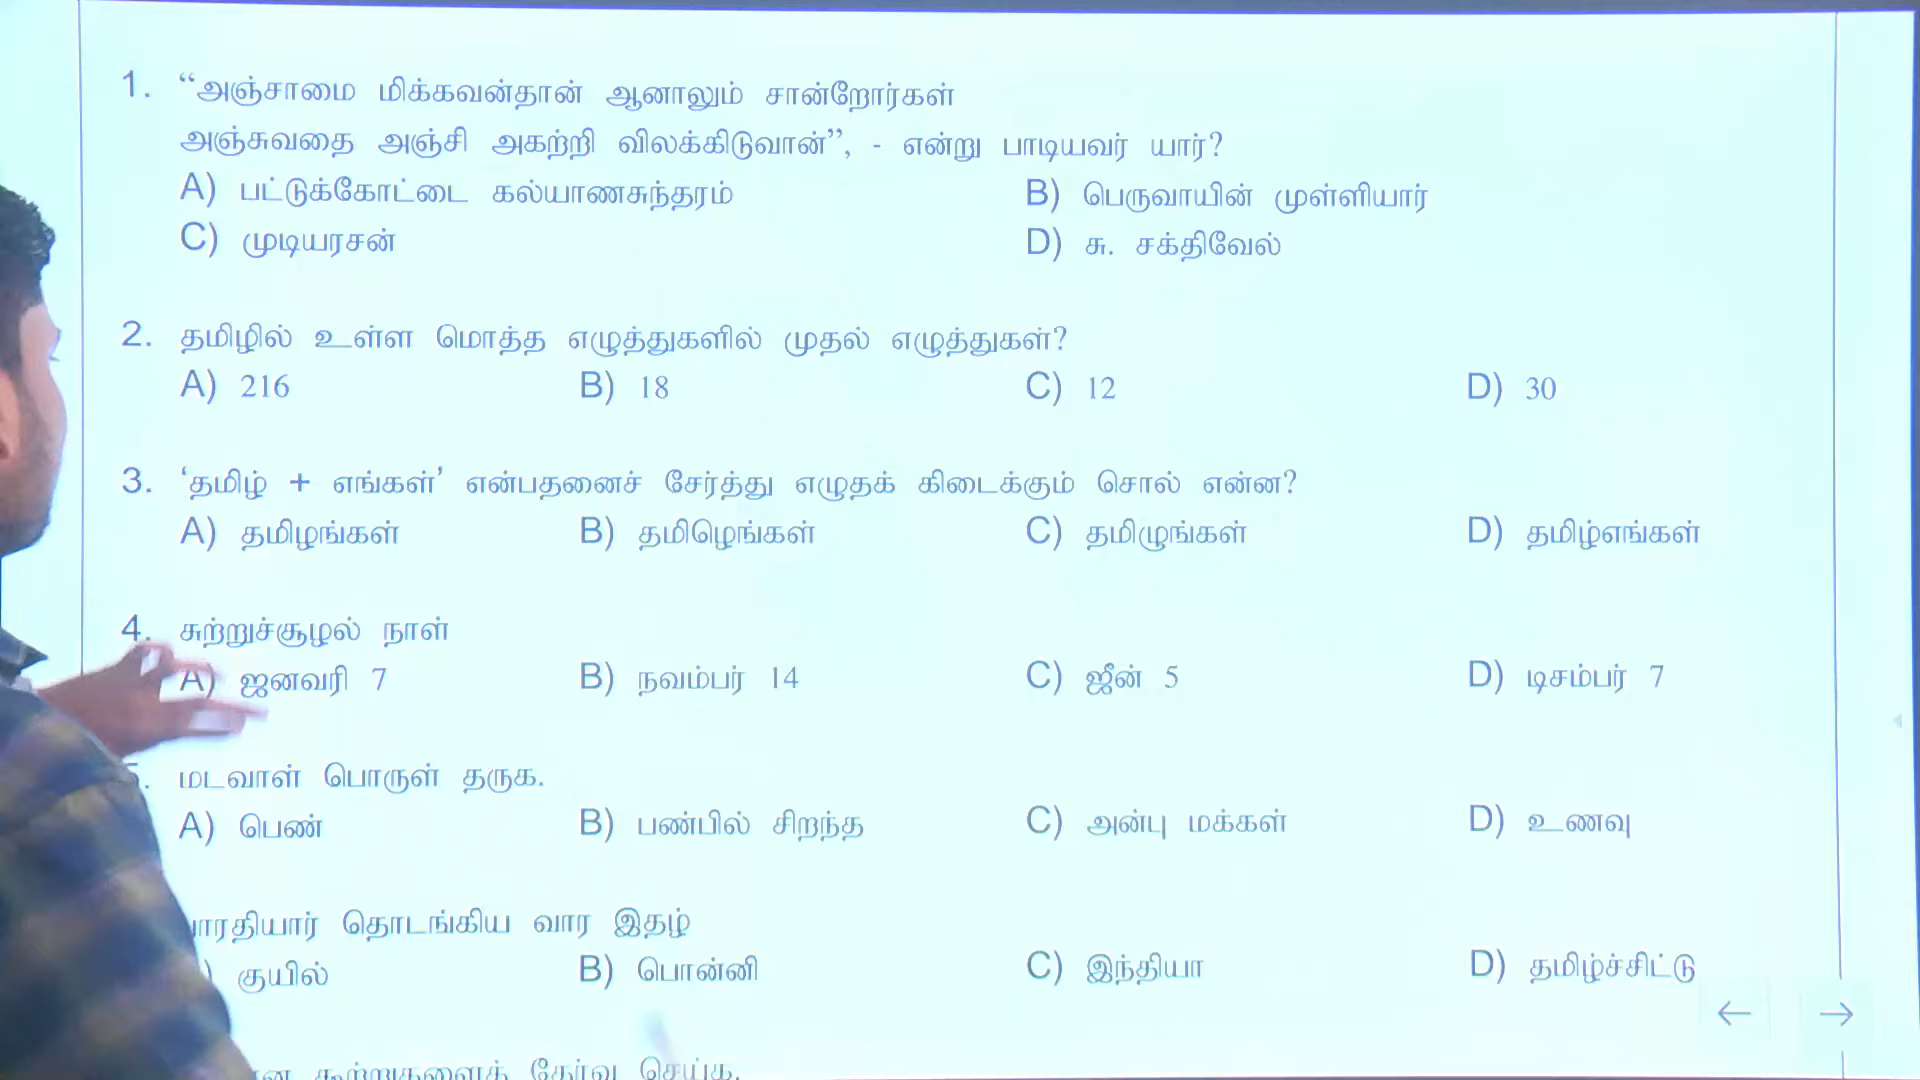 1. “அஞ்சாமை மிக்கவன்தான் ஆனாலும் சான்றோர்கள்
அஞ்சுவதை அஞ்சி அகற்றி விலக்கிடுவான்”, - என்று பாடியவர் யார்?
A) பட்டுக்கோட்டை கல்யாணசுந்தரம் B) பெருவாயின் முள்ளியார்
C) முடியரசன் D) சு. சக்திவேல்
2. தமிழில் உள்ள மொத்த எழுத்துகளில் முதல் எழுத்துகள்?
A) 216 B) 18 C) 12 D) 30
3. ‘தமிழ் + எங்கள்’ என்பதனைச் சேர்த்து எழுதக் கிடைக்கும் சொல் என்ன?
A) தமிழங்கள் B) தமிழெங்கள் C) தமிழுங்கள் D) தமிழ்எங்கள்
4. சுற்றுச்சூழல் நாள்
A) ஜனவரி 7 B) நவம்பர் 14 C) ஜீன் 5 D) டிசம்பர் 7
மடவாள் பொருள் தருக.
A) பெண் B) பண்பில் சிறந்த C) அன்பு மக்கள் D) உணவு
தொடங்கிய வார இதழ்
குயில் B) பொன்னி C) இந்தியா D) தமிழ்ச்சிட்டு
கூற்றுகளைத் தேர்வு செய்க.